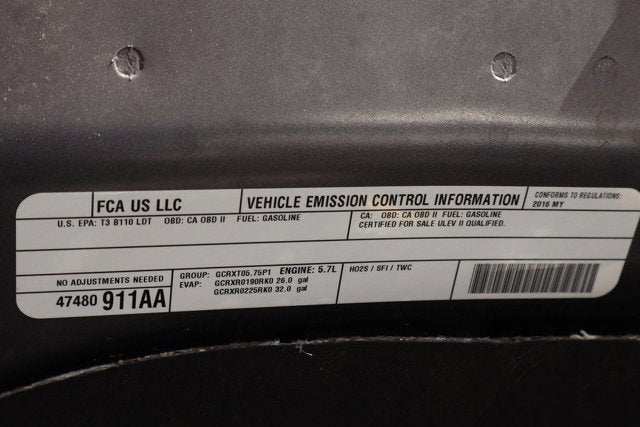 FCA US LLC
VEHICLE EMISSION CONTROL INFORMATION
CONFORMS TO REGULATIONS:
2016 MY
U.S. EPA: T3 B110 LDT OBD: CA OBD II FUEL: GASOLINE
CA: OBD: CA OBD II FUEL: GASOLINE
CERTIFIED FOR SALE ULEV II QUALIFIED.
NO ADJUSTMENTS NEEDED
47480 911AA
GROUP: GCRXT05.75P1 ENGINE: 5.7L
EVAP: GCRXR0190RK0 26.0 gal
GCRXR0225RK0 32.0 gal
HO2S / SFI / TWC